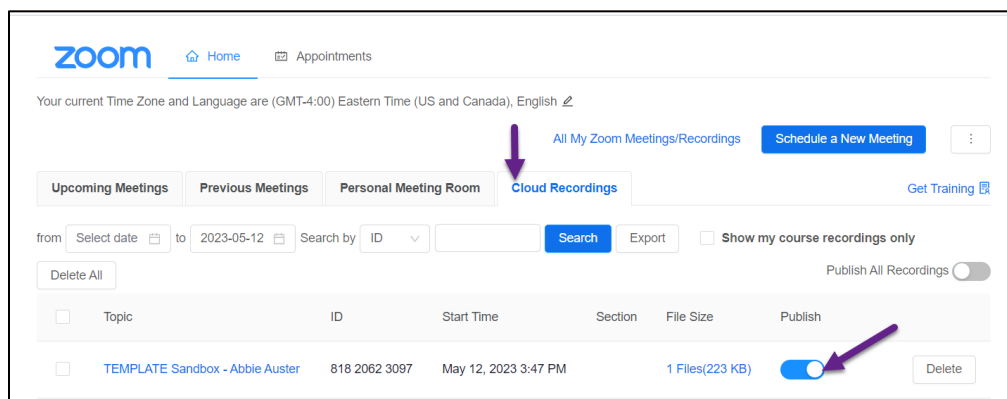 zoom Home Appointments
Your current Time Zone and Language are (GMT-4:00) Eastern Time (US and Canada), English
All My Zoom Meetings/Recordings Schedule a New Meeting
Upcoming Meetings Previous Meetings Personal Meeting Room Cloud Recordings Get Training
from Select date to 2023-05-12 Search by ID Search Export Show my course recordings only
Delete All Publish All Recordings
Topic ID Start Time Section File Size Publish
TEMPLATE Sandbox - Abbie Auster 818 2062 3097 May 12, 2023 3:47 PM 1 Files(223 KB) Delete